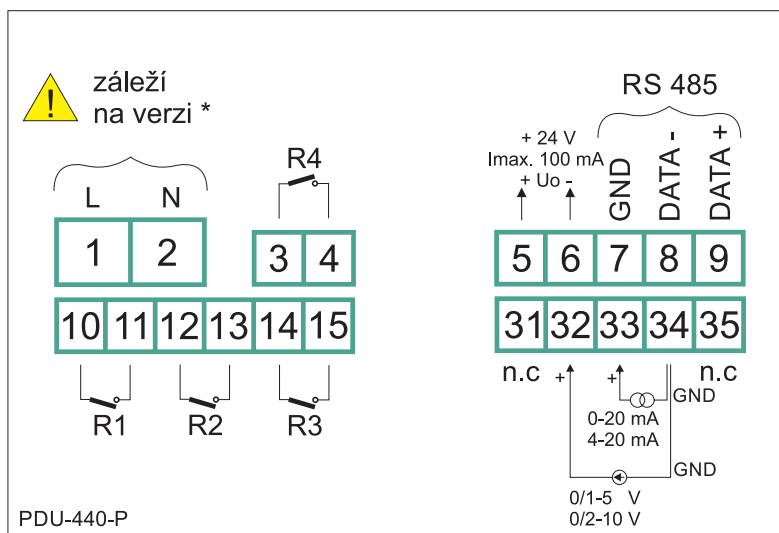 záleží
na verzi *
L N
R4
1 2 3 4
10 11 12 13 14 15
R1 R2 R3
RS 485
+ 24 V
Imax. 100 mA
+ Uo -
GND
DATA -
DATA +
5 6 7 8 9
31 32 33 34 35
n.c + + n.c
GND
0-20 mA
4-20 mA
GND
0/1-5 V
0/2-10 V
PDU-440-P